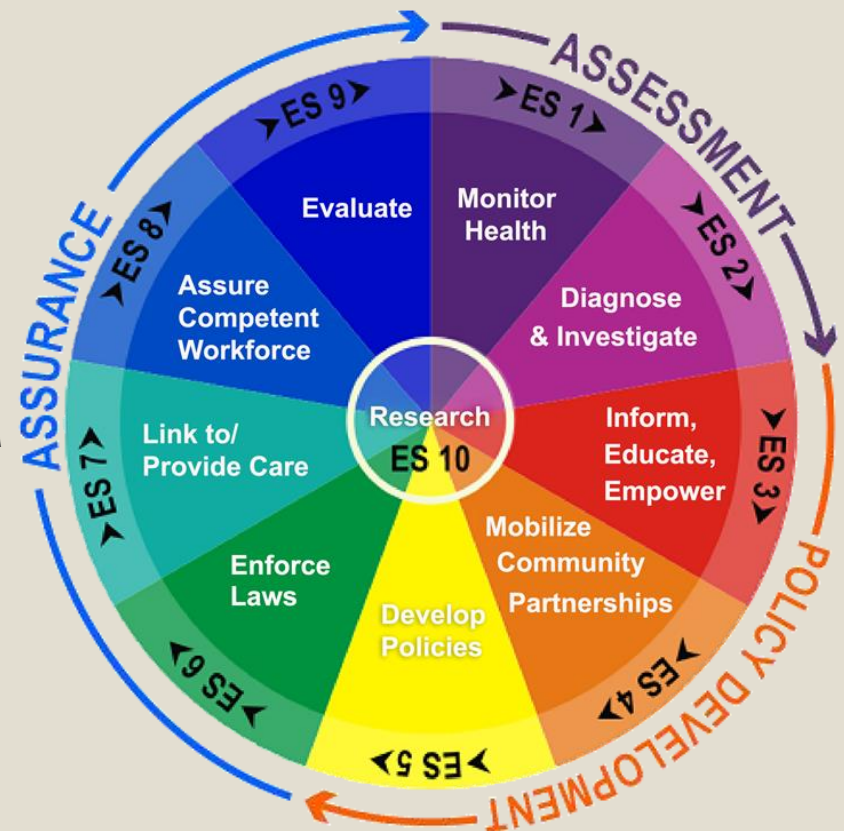 ASSESSMENT
POLICY DEVELOPMENT
ASSURANCE
ES 1
Monitor
Health
ES 2
Diagnose
& Investigate
ES 3
Inform,
Educate,
Empower
ES 4
Mobilize
Community
Partnerships
ES 5
Develop
Policies
ES 6
Enforce
Laws
ES 7
Link to/
Provide Care
ES 8
Assure
Competent
Workforce
ES 9
Evaluate
Research
ES 10